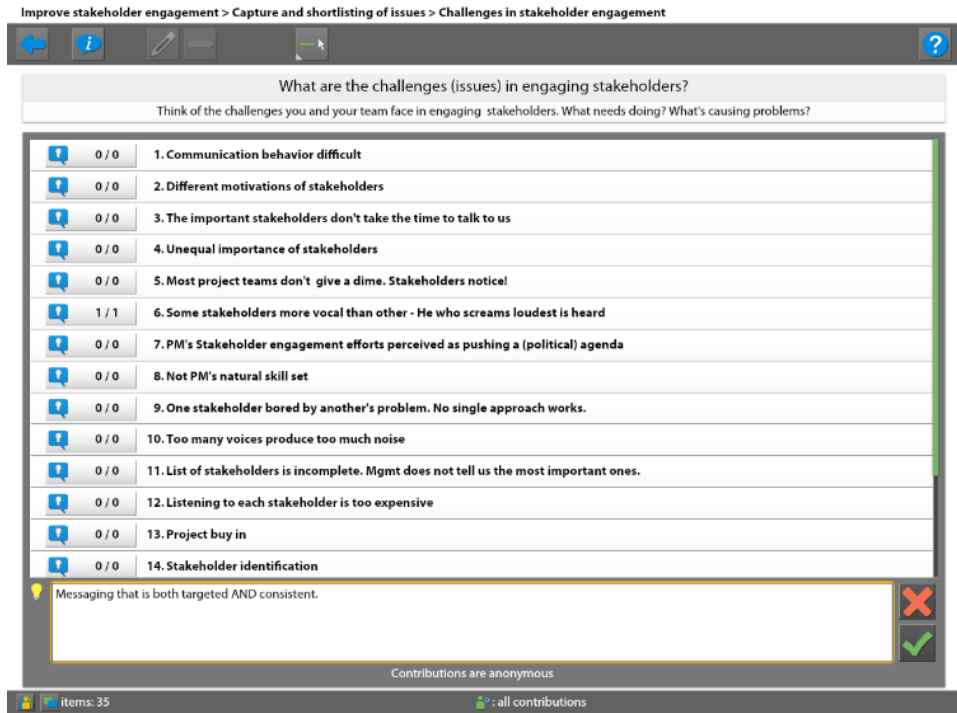 Improve stakeholder engagement > Capture and shortlisting of issues > Challenges in stakeholder engagement
i
?
What are the challenges (issues) in engaging stakeholders?
Think of the challenges you and your team face in engaging stakeholders. What needs doing? What's causing problems?
0 / 0 1. Communication behavior difficult
0 / 0 2. Different motivations of stakeholders
0 / 0 3. The important stakeholders don't take the time to talk to us
0 / 0 4. Unequal importance of stakeholders
0 / 0 5. Most project teams don't give a dime. Stakeholders notice!
1 / 1 6. Some stakeholders more vocal than other - He who screams loudest is heard
0 / 0 7. PM's Stakeholder engagement efforts perceived as pushing a (political) agenda
0 / 0 8. Not PM's natural skill set
0 / 0 9. One stakeholder bored by another's problem. No single approach works.
0 / 0 10. Too many voices produce too much noise
0 / 0 11. List of stakeholders is incomplete. Mgmt does not tell us the most important ones.
0 / 0 12. Listening to each stakeholder is too expensive
0 / 0 13. Project buy in
0 / 0 14. Stakeholder identification
Messaging that is both targeted AND consistent.
Contributions are anonymous
items: 35 : all contributions